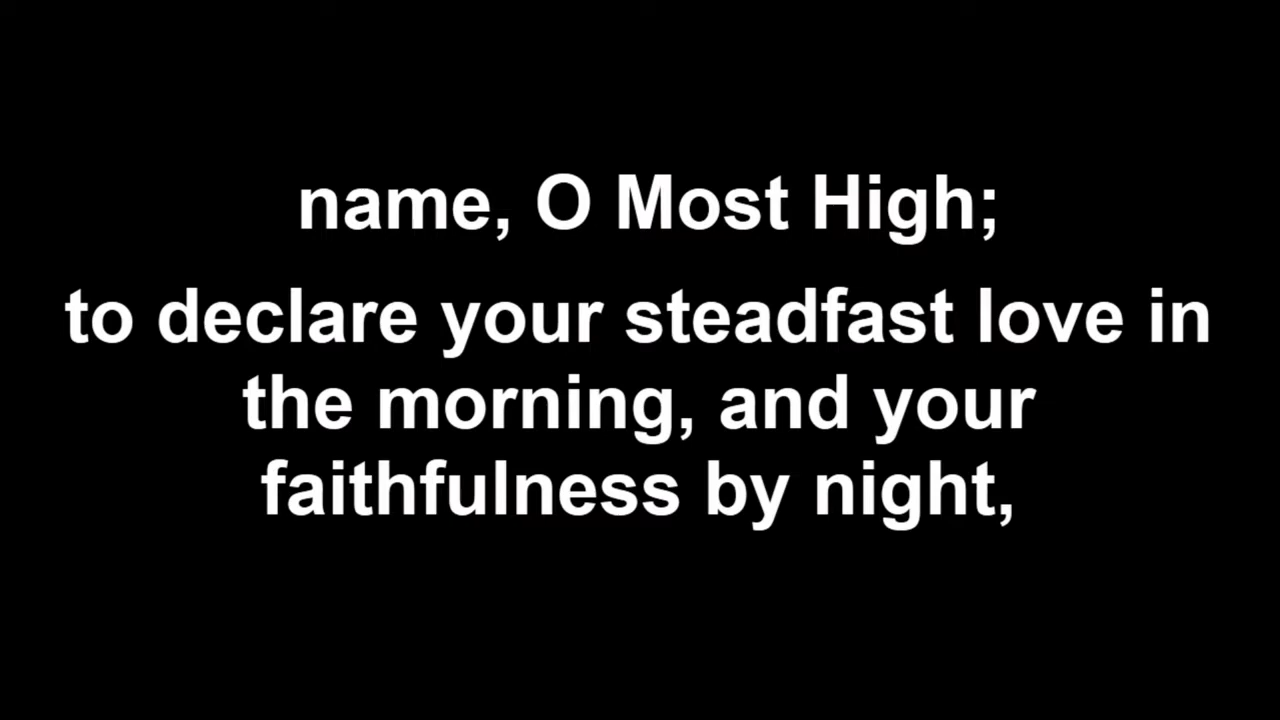 name, O Most High;
to declare your steadfast love in
the morning, and your
faithfulness by night,